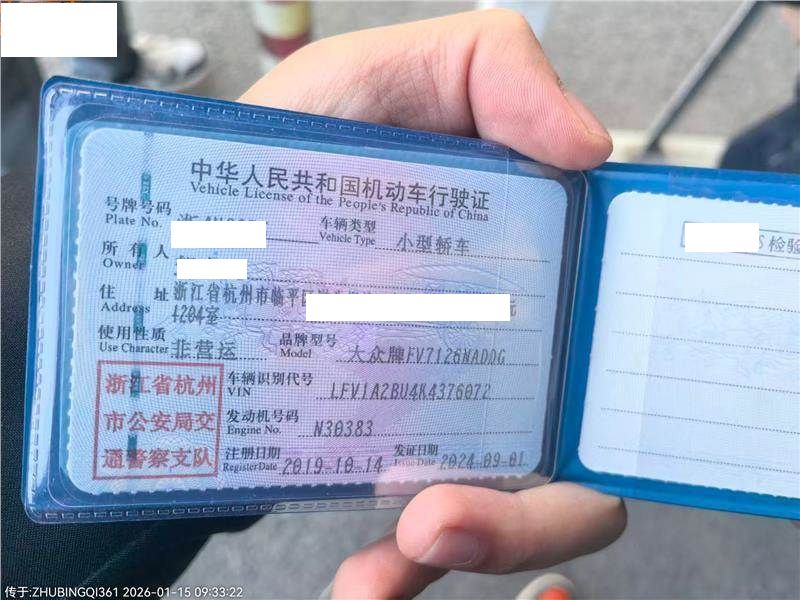 中华人民共和国机动车行驶证
Vehicle License of the People's Republic of China
号牌号码
Plate No.
车辆类型 小型轿车
Vehicle Type
所有人
Owner
住址 浙江省杭州市临平区
Address 1204室
使用性质 非营运
Use Character
品牌型号 大众牌FV7126MADDG
Model
浙江省杭州
市公安局交
通警察支队
车辆识别代号 LFV1A2BU4K4376072
VIN
发动机号码 N30383
Engine No.
注册日期 2019-10-14
Register Date
发证日期 2024-09-01
Issue Date
检验
传于:ZHUBINGQI361 2026-01-15 09:33:22